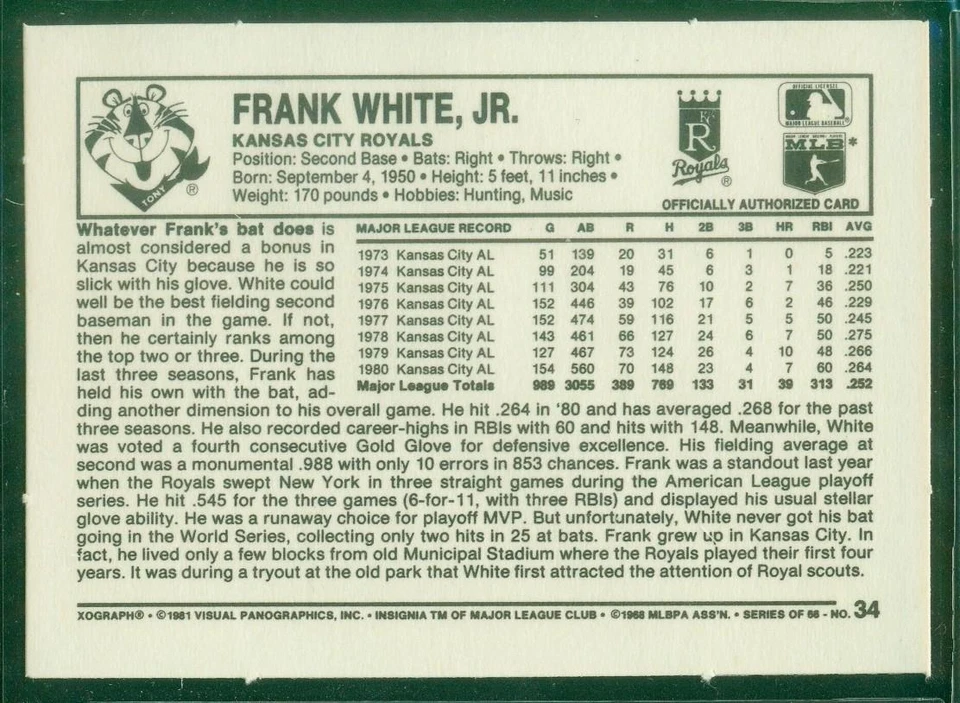 FRANK WHITE, JR.
KANSAS CITY ROYALS
Position: Second Base • Bats: Right • Throws: Right •
Born: September 4, 1950 • Height: 5 feet, 11 inches •
Weight: 170 pounds • Hobbies: Hunting, Music
TONY ®
KC
R
Royals ®
OFFICIAL LICENSEE
MAJOR LEAGUE BASEBALL
MLB *
OFFICIALLY AUTHORIZED CARD
Whatever Frank's bat does is
almost considered a bonus in
Kansas City because he is so
slick with his glove. White could
well be the best fielding second
baseman in the game. If not,
then he certainly ranks among
the top two or three. During the
last three seasons, Frank has
held his own with the bat, ad-
MAJOR LEAGUE RECORD G AB R H 2B 3B HR RBI AVG
1973 Kansas City AL 51 139 20 31 6 1 0 5 .223
1974 Kansas City AL 99 204 19 45 6 3 1 18 .221
1975 Kansas City AL 111 304 43 76 10 2 7 36 .250
1976 Kansas City AL 152 446 39 102 17 6 2 46 .229
1977 Kansas City AL 152 474 59 116 21 5 5 50 .245
1978 Kansas City AL 143 461 66 127 24 6 7 50 .275
1979 Kansas City AL 127 467 73 124 26 4 10 48 .266
1980 Kansas City AL 154 560 70 148 23 4 7 60 .264
Major League Totals 989 3055 389 769 133 31 39 313 .252
ding another dimension to his overall game. He hit .264 in '80 and has averaged .268 for the past
three seasons. He also recorded career-highs in RBIs with 60 and hits with 148. Meanwhile, White
was voted a fourth consecutive Gold Glove for defensive excellence. His fielding average at
second was a monumental .988 with only 10 errors in 853 chances. Frank was a standout last year
when the Royals swept New York in three straight games during the American League playoff
series. He hit .545 for the three games (6-for-11, with three RBIs) and displayed his usual stellar
glove ability. He was a runaway choice for playoff MVP. But unfortunately, White never got his bat
going in the World Series, collecting only two hits in 25 at bats. Frank grew up in Kansas City. In
fact, he lived only a few blocks from old Municipal Stadium where the Royals played their first four
years. It was during a tryout at the old park that White first attracted the attention of Royal scouts.
XOGRAPH® • ©1981 VISUAL PANOGRAPHICS, INC. • INSIGNIA TM OF MAJOR LEAGUE CLUB • ©1968 MLBPA ASS'N. • SERIES OF 66 - NO. 34